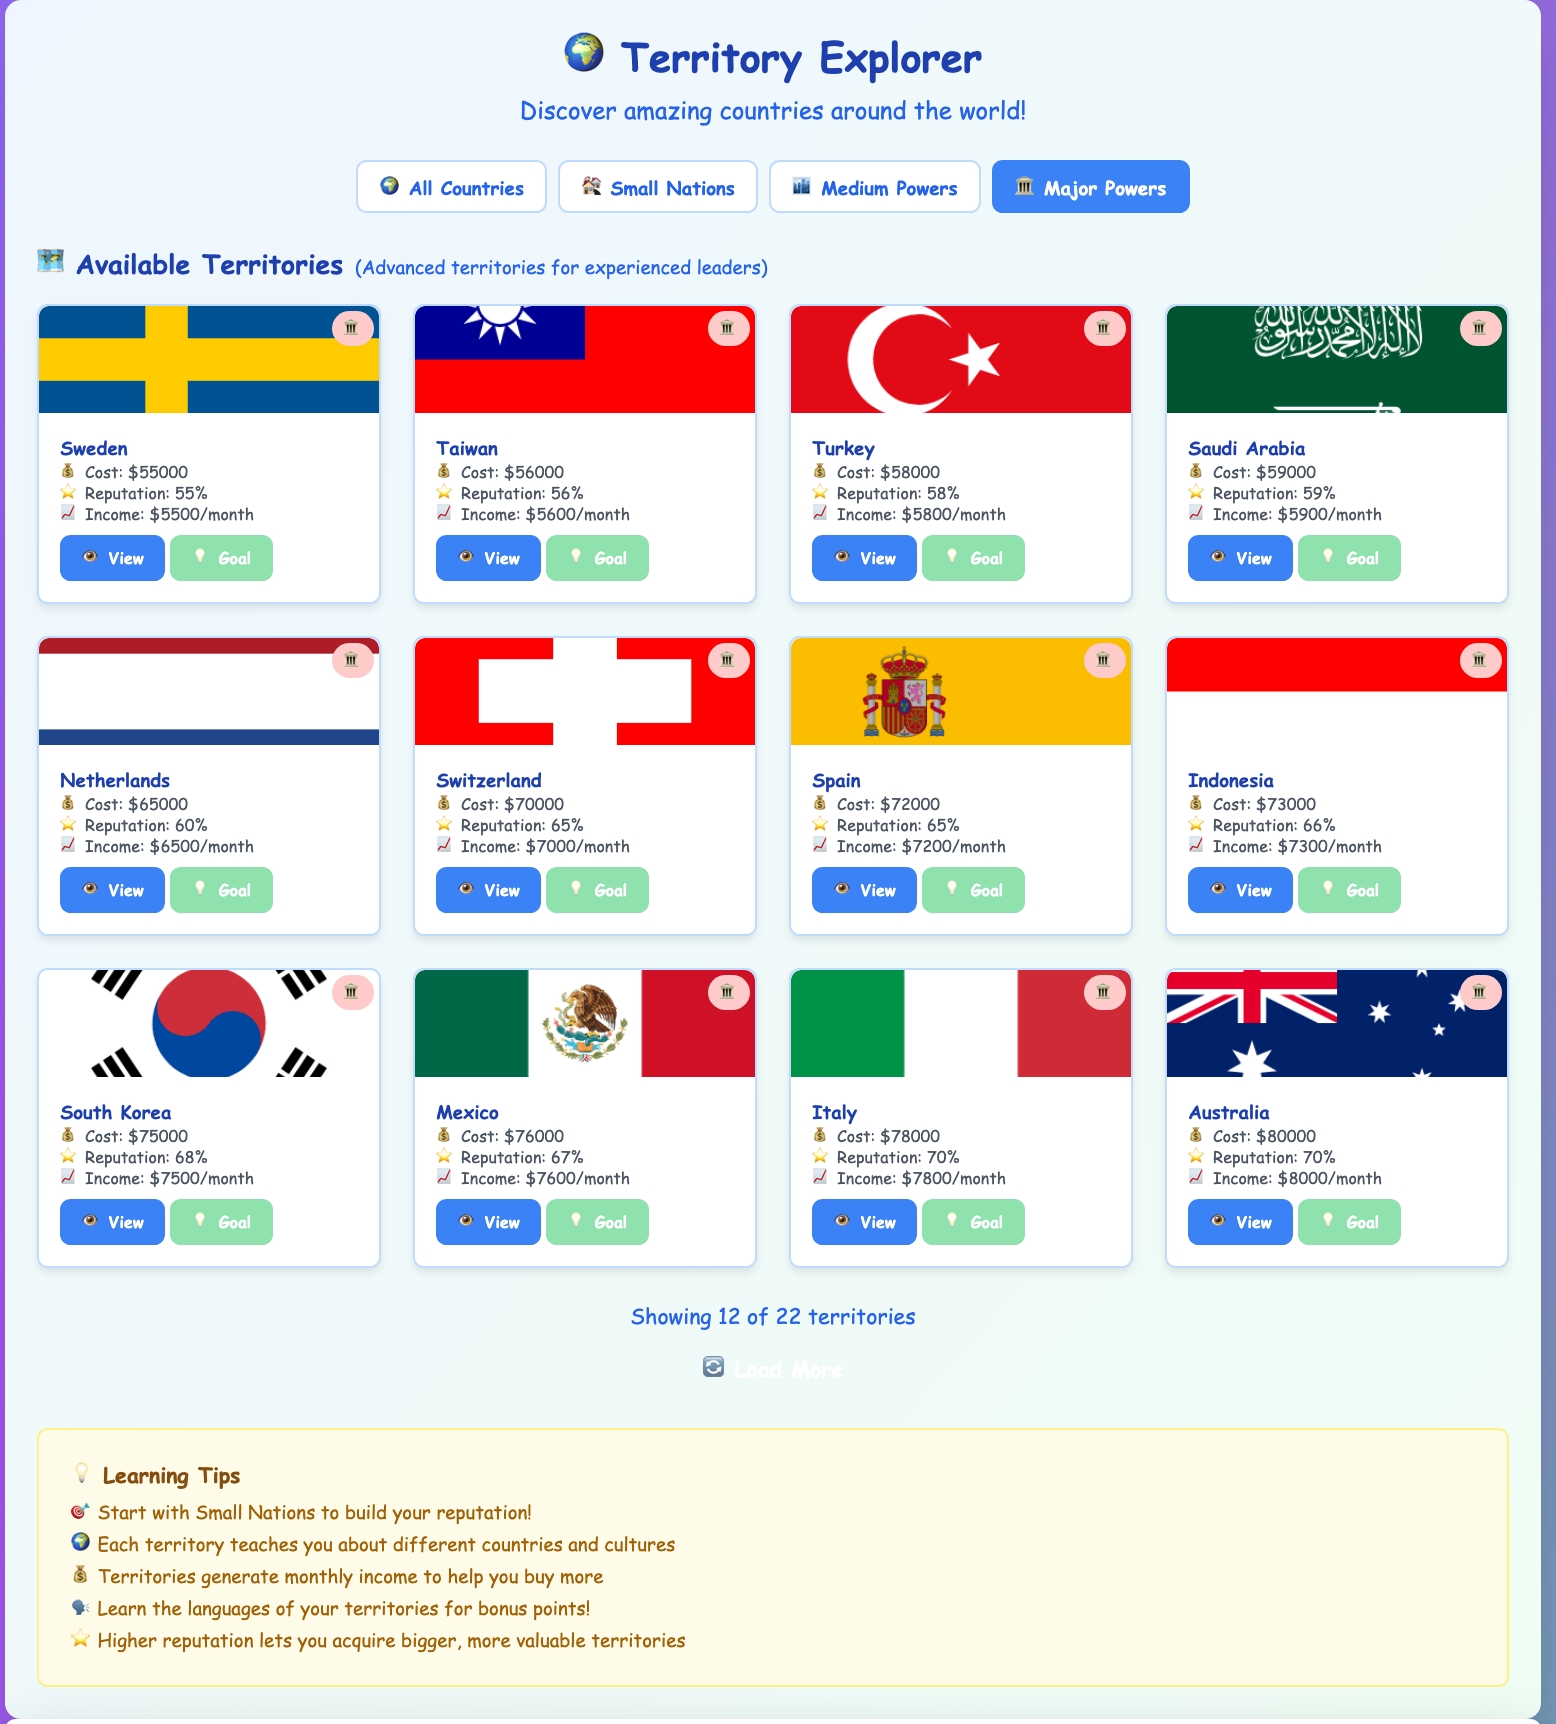 Territory Explorer
Discover amazing countries around the world!
All Countries
Small Nations
Medium Powers
Major Powers
Available Territories (Advanced territories for experienced leaders)
Sweden
Cost: $55000
Reputation: 55%
Income: $5500/month
View
Goal
Taiwan
Cost: $56000
Reputation: 56%
Income: $5600/month
View
Goal
Turkey
Cost: $58000
Reputation: 58%
Income: $5800/month
View
Goal
Saudi Arabia
Cost: $59000
Reputation: 59%
Income: $5900/month
View
Goal
Netherlands
Cost: $65000
Reputation: 60%
Income: $6500/month
View
Goal
Switzerland
Cost: $70000
Reputation: 65%
Income: $7000/month
View
Goal
Spain
Cost: $72000
Reputation: 65%
Income: $7200/month
View
Goal
Indonesia
Cost: $73000
Reputation: 66%
Income: $7300/month
View
Goal
South Korea
Cost: $75000
Reputation: 68%
Income: $7500/month
View
Goal
Mexico
Cost: $76000
Reputation: 67%
Income: $7600/month
View
Goal
Italy
Cost: $78000
Reputation: 70%
Income: $7800/month
View
Goal
Australia
Cost: $80000
Reputation: 70%
Income: $8000/month
View
Goal
Showing 12 of 22 territories
Load More
Learning Tips
Start with Small Nations to build your reputation!
Each territory teaches you about different countries and cultures
Territories generate monthly income to help you buy more
Learn the languages of your territories for bonus points!
Higher reputation lets you acquire bigger, more valuable territories